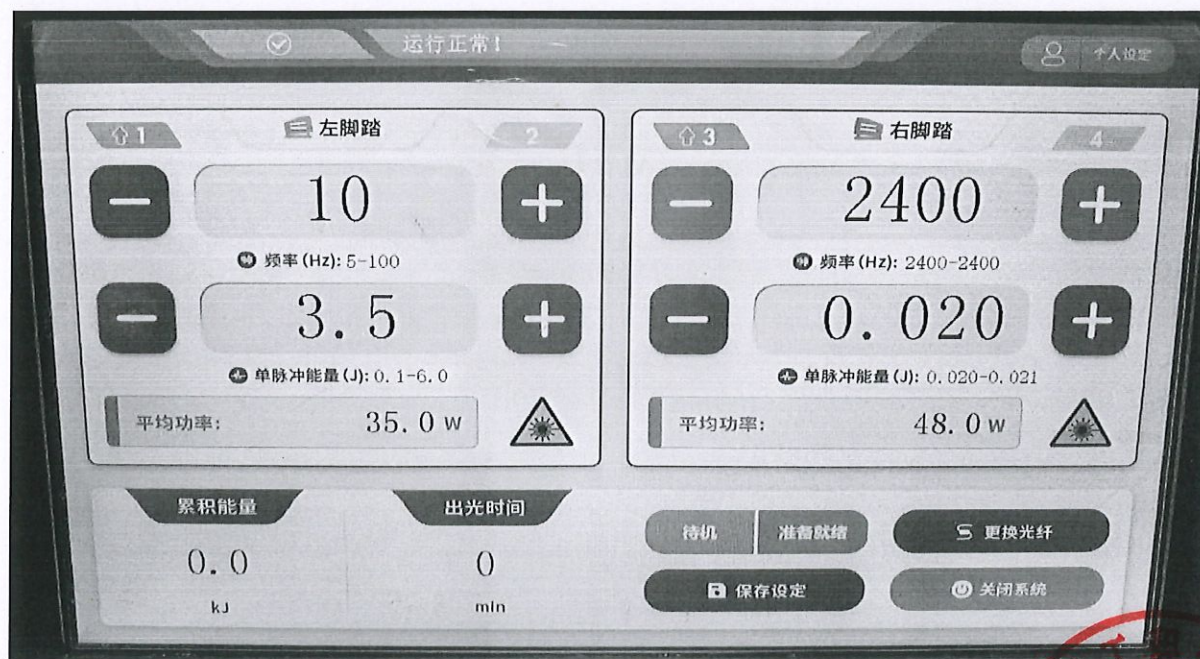 运行正常！
个人设定
1
左脚踏
2
10
频率(Hz): 5-100
3.5
单脉冲能量(J): 0.1-6.0
平均功率: 35.0 W
3
右脚踏
4
2400
频率(Hz): 2400-2400
0.020
单脉冲能量(J): 0.020-0.021
平均功率: 48.0 W
累积能量
0.0
kJ
出光时间
0
min
待机
准备就绪
更换光纤
保存设定
关闭系统